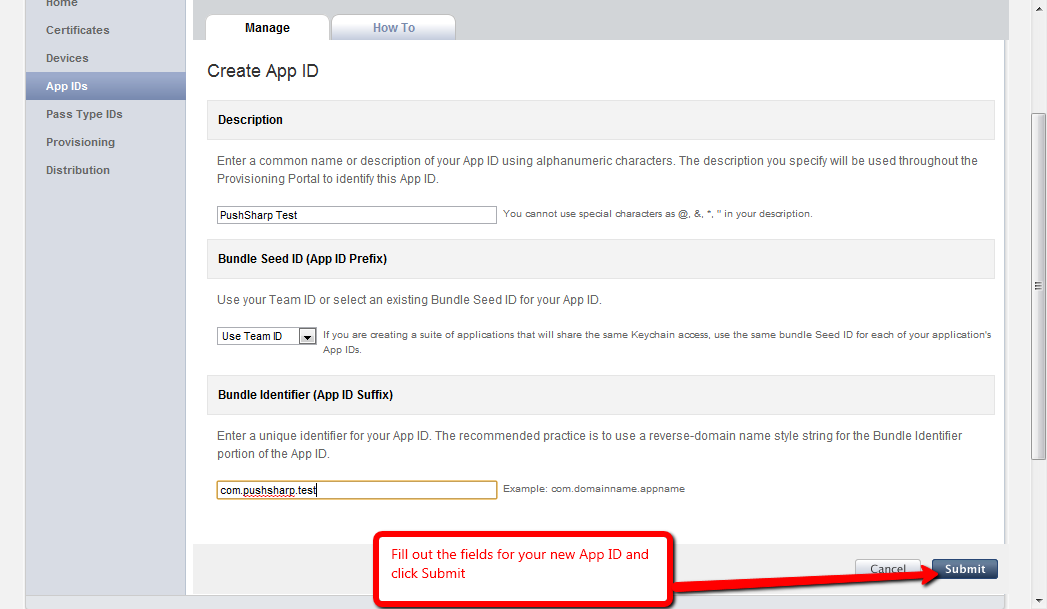 Home
Certificates
Devices
App IDs
Pass Type IDs
Provisioning
Distribution
Manage
How To
Create App ID
Description
Enter a common name or description of your App ID using alphanumeric characters. The description you specify will be used throughout the
Provisioning Portal to identify this App ID.
PushSharp Test
You cannot use special characters as @, &, *, " in your description.
Bundle Seed ID (App ID Prefix)
Use your Team ID or select an existing Bundle Seed ID for your App ID.
Use Team ID
If you are creating a suite of applications that will share the same Keychain access, use the same bundle Seed ID for each of your application's
App IDs.
Bundle Identifier (App ID Suffix)
Enter a unique identifier for your App ID. The recommended practice is to use a reverse-domain name style string for the Bundle Identifier
portion of the App ID.
com.pushsharp.test
Example: com.domainname.appname
Fill out the fields for your new App ID and
click Submit
Cancel
Submit